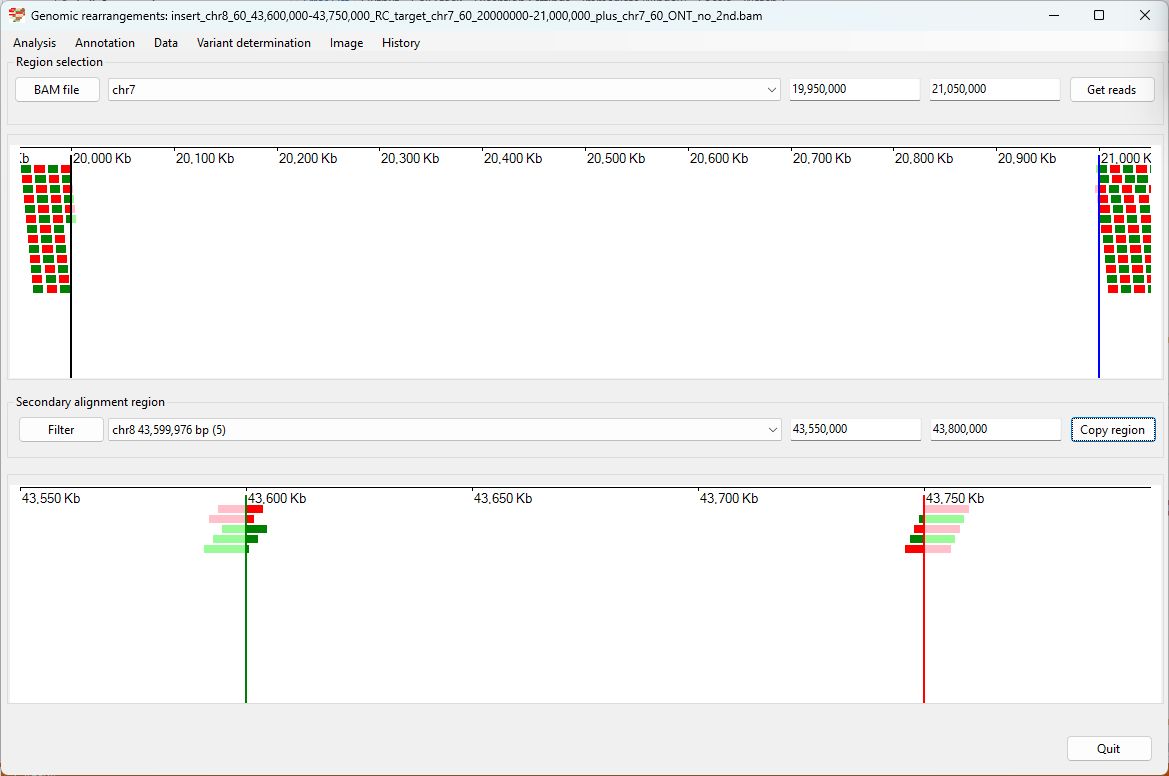 Genomic rearrangements: insert_chr8_60_43,600,000-43,750,000_RC_target_chr7_60_20000000-21,000,000_plus_chr7_60_ONT_no_2nd.bam
Analysis Annotation Data Variant determination Image History
Region selection
BAM file chr7 19,950,000 21,050,000 Get reads
20,000 Kb 20,100 Kb 20,200 Kb 20,300 Kb 20,400 Kb 20,500 Kb 20,600 Kb 20,700 Kb 20,800 Kb 20,900 Kb 21,000 K
Secondary alignment region
Filter chr8 43,599,976 bp (5) 43,550,000 43,800,000 Copy region
43,550 Kb 43,600 Kb 43,650 Kb 43,700 Kb 43,750 Kb
Quit